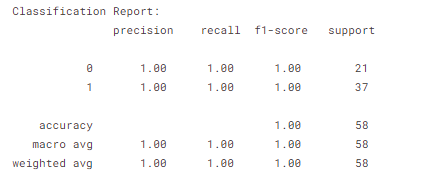 Classification Report:
precision recall f1-score support
0 1.00 1.00 1.00 21
1 1.00 1.00 1.00 37
accuracy 1.00 58
macro avg 1.00 1.00 1.00 58
weighted avg 1.00 1.00 1.00 58